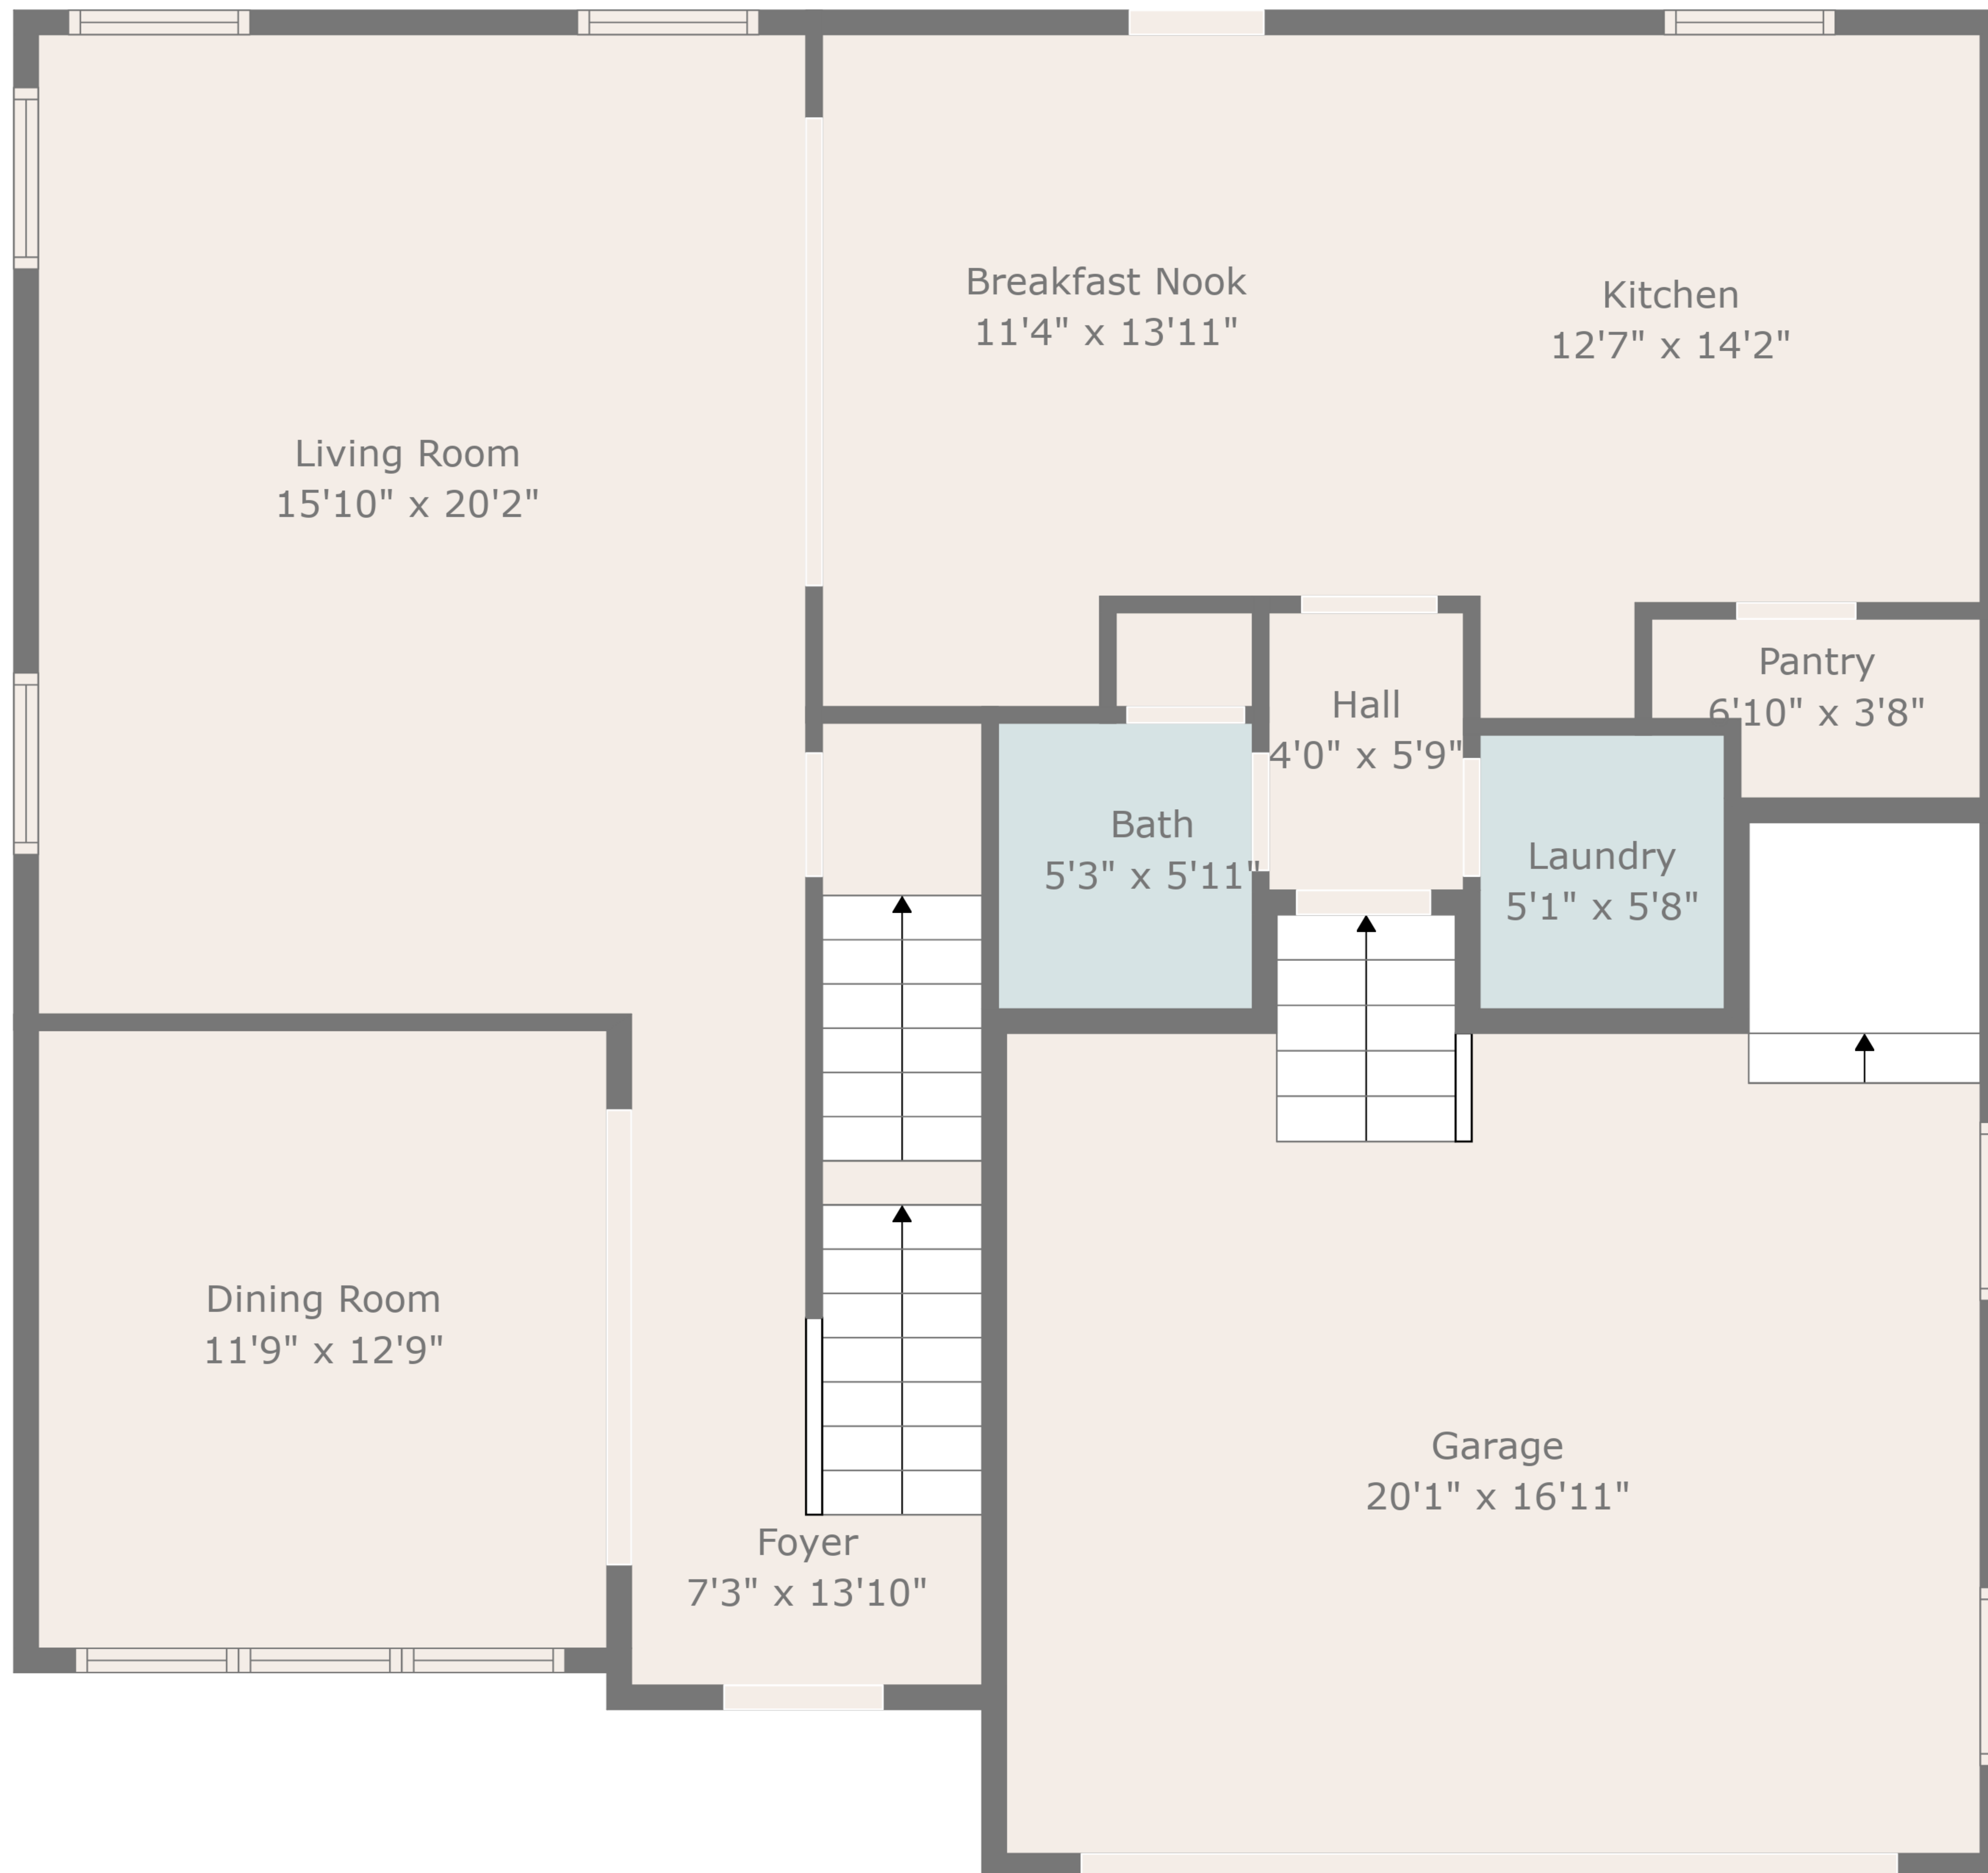 Breakfast Nook
11'4" x 13'11"
Kitchen
12'7" x 14'2"
Living Room
15'10" x 20'2"
Pantry
6'10" x 3'8"
Hall
4'0" x 5'9"
Bath
5'3" x 5'11"
Laundry
5'1" x 5'8"
Dining Room
11'9" x 12'9"
Garage
20'1" x 16'11"
Foyer
7'3" x 13'10"